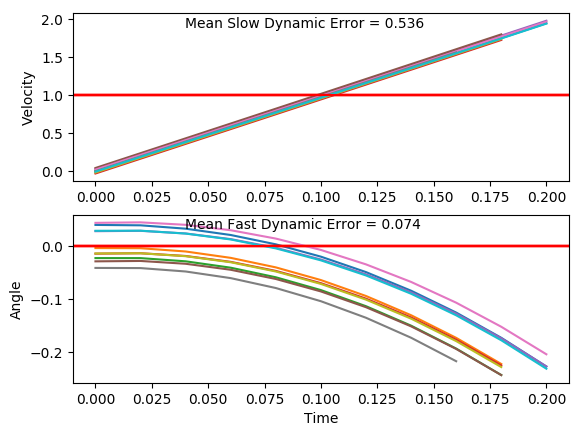 Mean Slow Dynamic Error = 0.536
2.0
1.5
1.0
0.5
0.0
Velocity
0.000 0.025 0.050 0.075 0.100 0.125 0.150 0.175 0.200
Mean Fast Dynamic Error = 0.074
0.0
−0.1
−0.2
Angle
0.000 0.025 0.050 0.075 0.100 0.125 0.150 0.175 0.200
Time